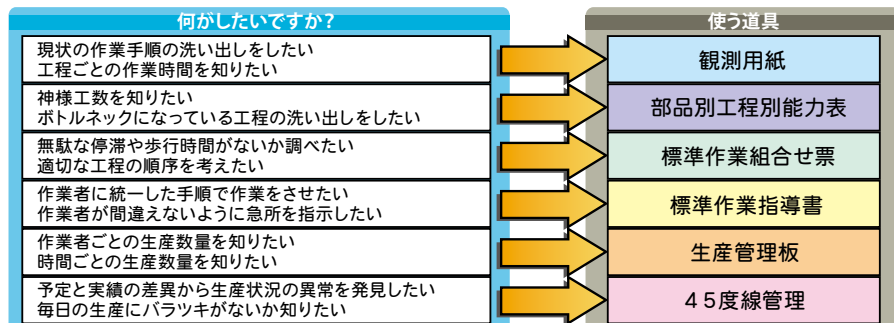 何がしたいですか?
使う道具
現状の作業手順の洗い出しをしたい
工程ごとの作業時間を知りたい
観測用紙
神様工数を知りたい
ボトルネックになっている工程の洗い出しをしたい
部品別工程別能力表
無駄な停滞や歩行時間がないか調べたい
適切な工程の順序を考えたい
標準作業組合せ票
作業者に統一した手順で作業をさせたい
作業者が間違えないように急所を指示したい
標準作業指導書
作業者ごとの生産数量を知りたい
時間ごとの生産数量を知りたい
生産管理板
予定と実績の差異から生産状況の異常を発見したい
毎日の生産にバラツキがないか知りたい
45度線管理